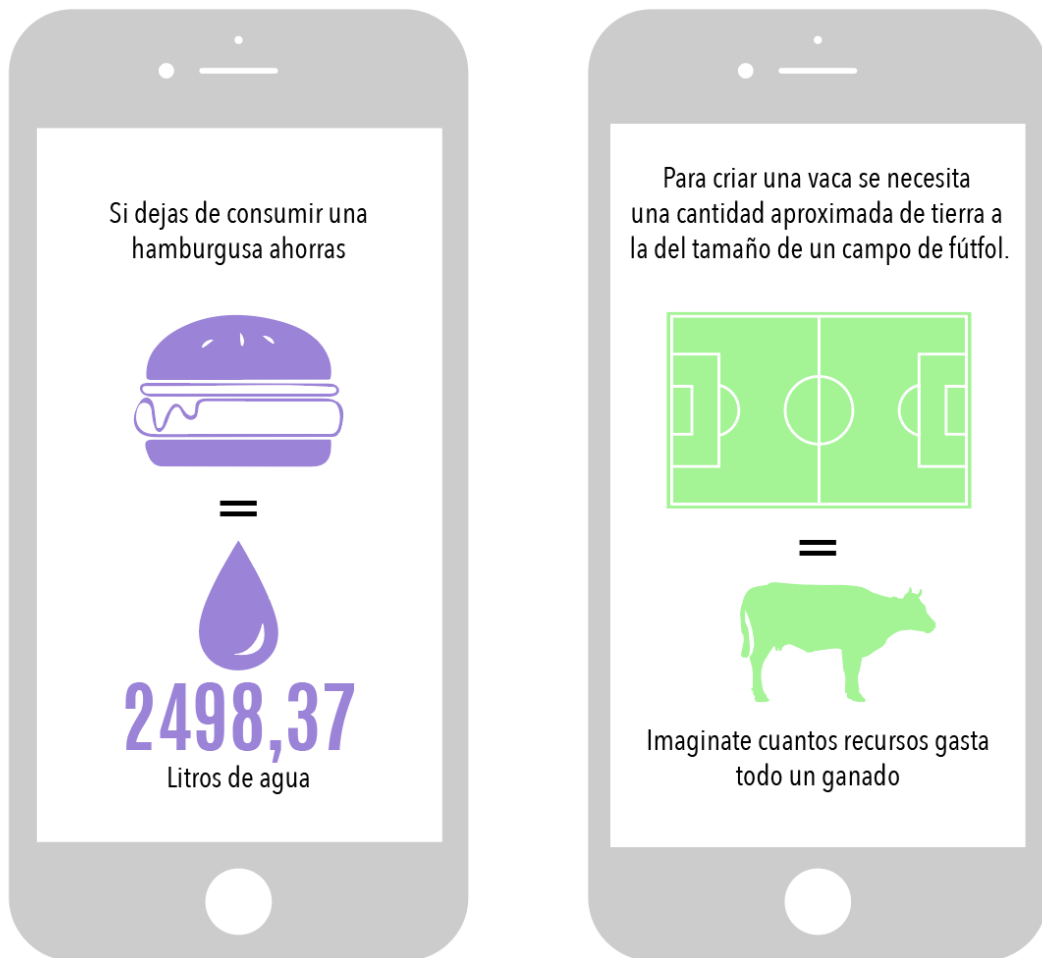 Si dejas de consumir una
hamburgusa ahorras
=
2498,37
Litros de agua
Para criar una vaca se necesita
una cantidad aproximada de tierra a
la del tamaño de un campo de fútfol.
=
Imaginate cuantos recursos gasta
todo un ganado